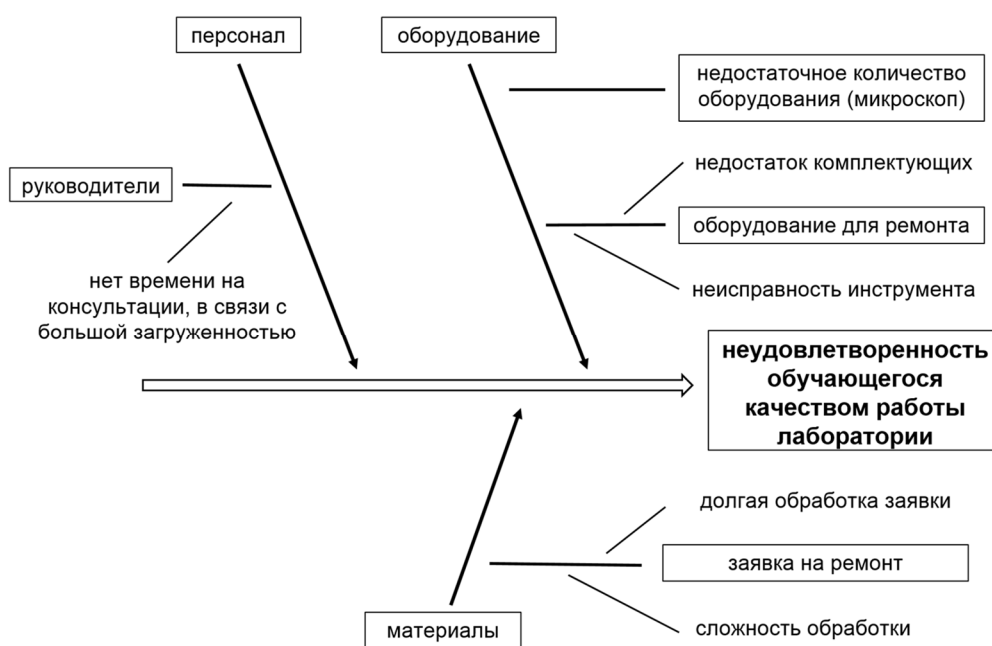 персонал
оборудование
недостаточное количество
оборудования (микроскоп)
недостаток комплектующих
руководители
оборудование для ремонта
нет времени на
консультации, в связи с
большой загруженностью
неисправность инструмента
неудовлетворенность
обучающегося
качеством работы
лаборатории
долгая обработка заявки
заявка на ремонт
материалы
сложность обработки